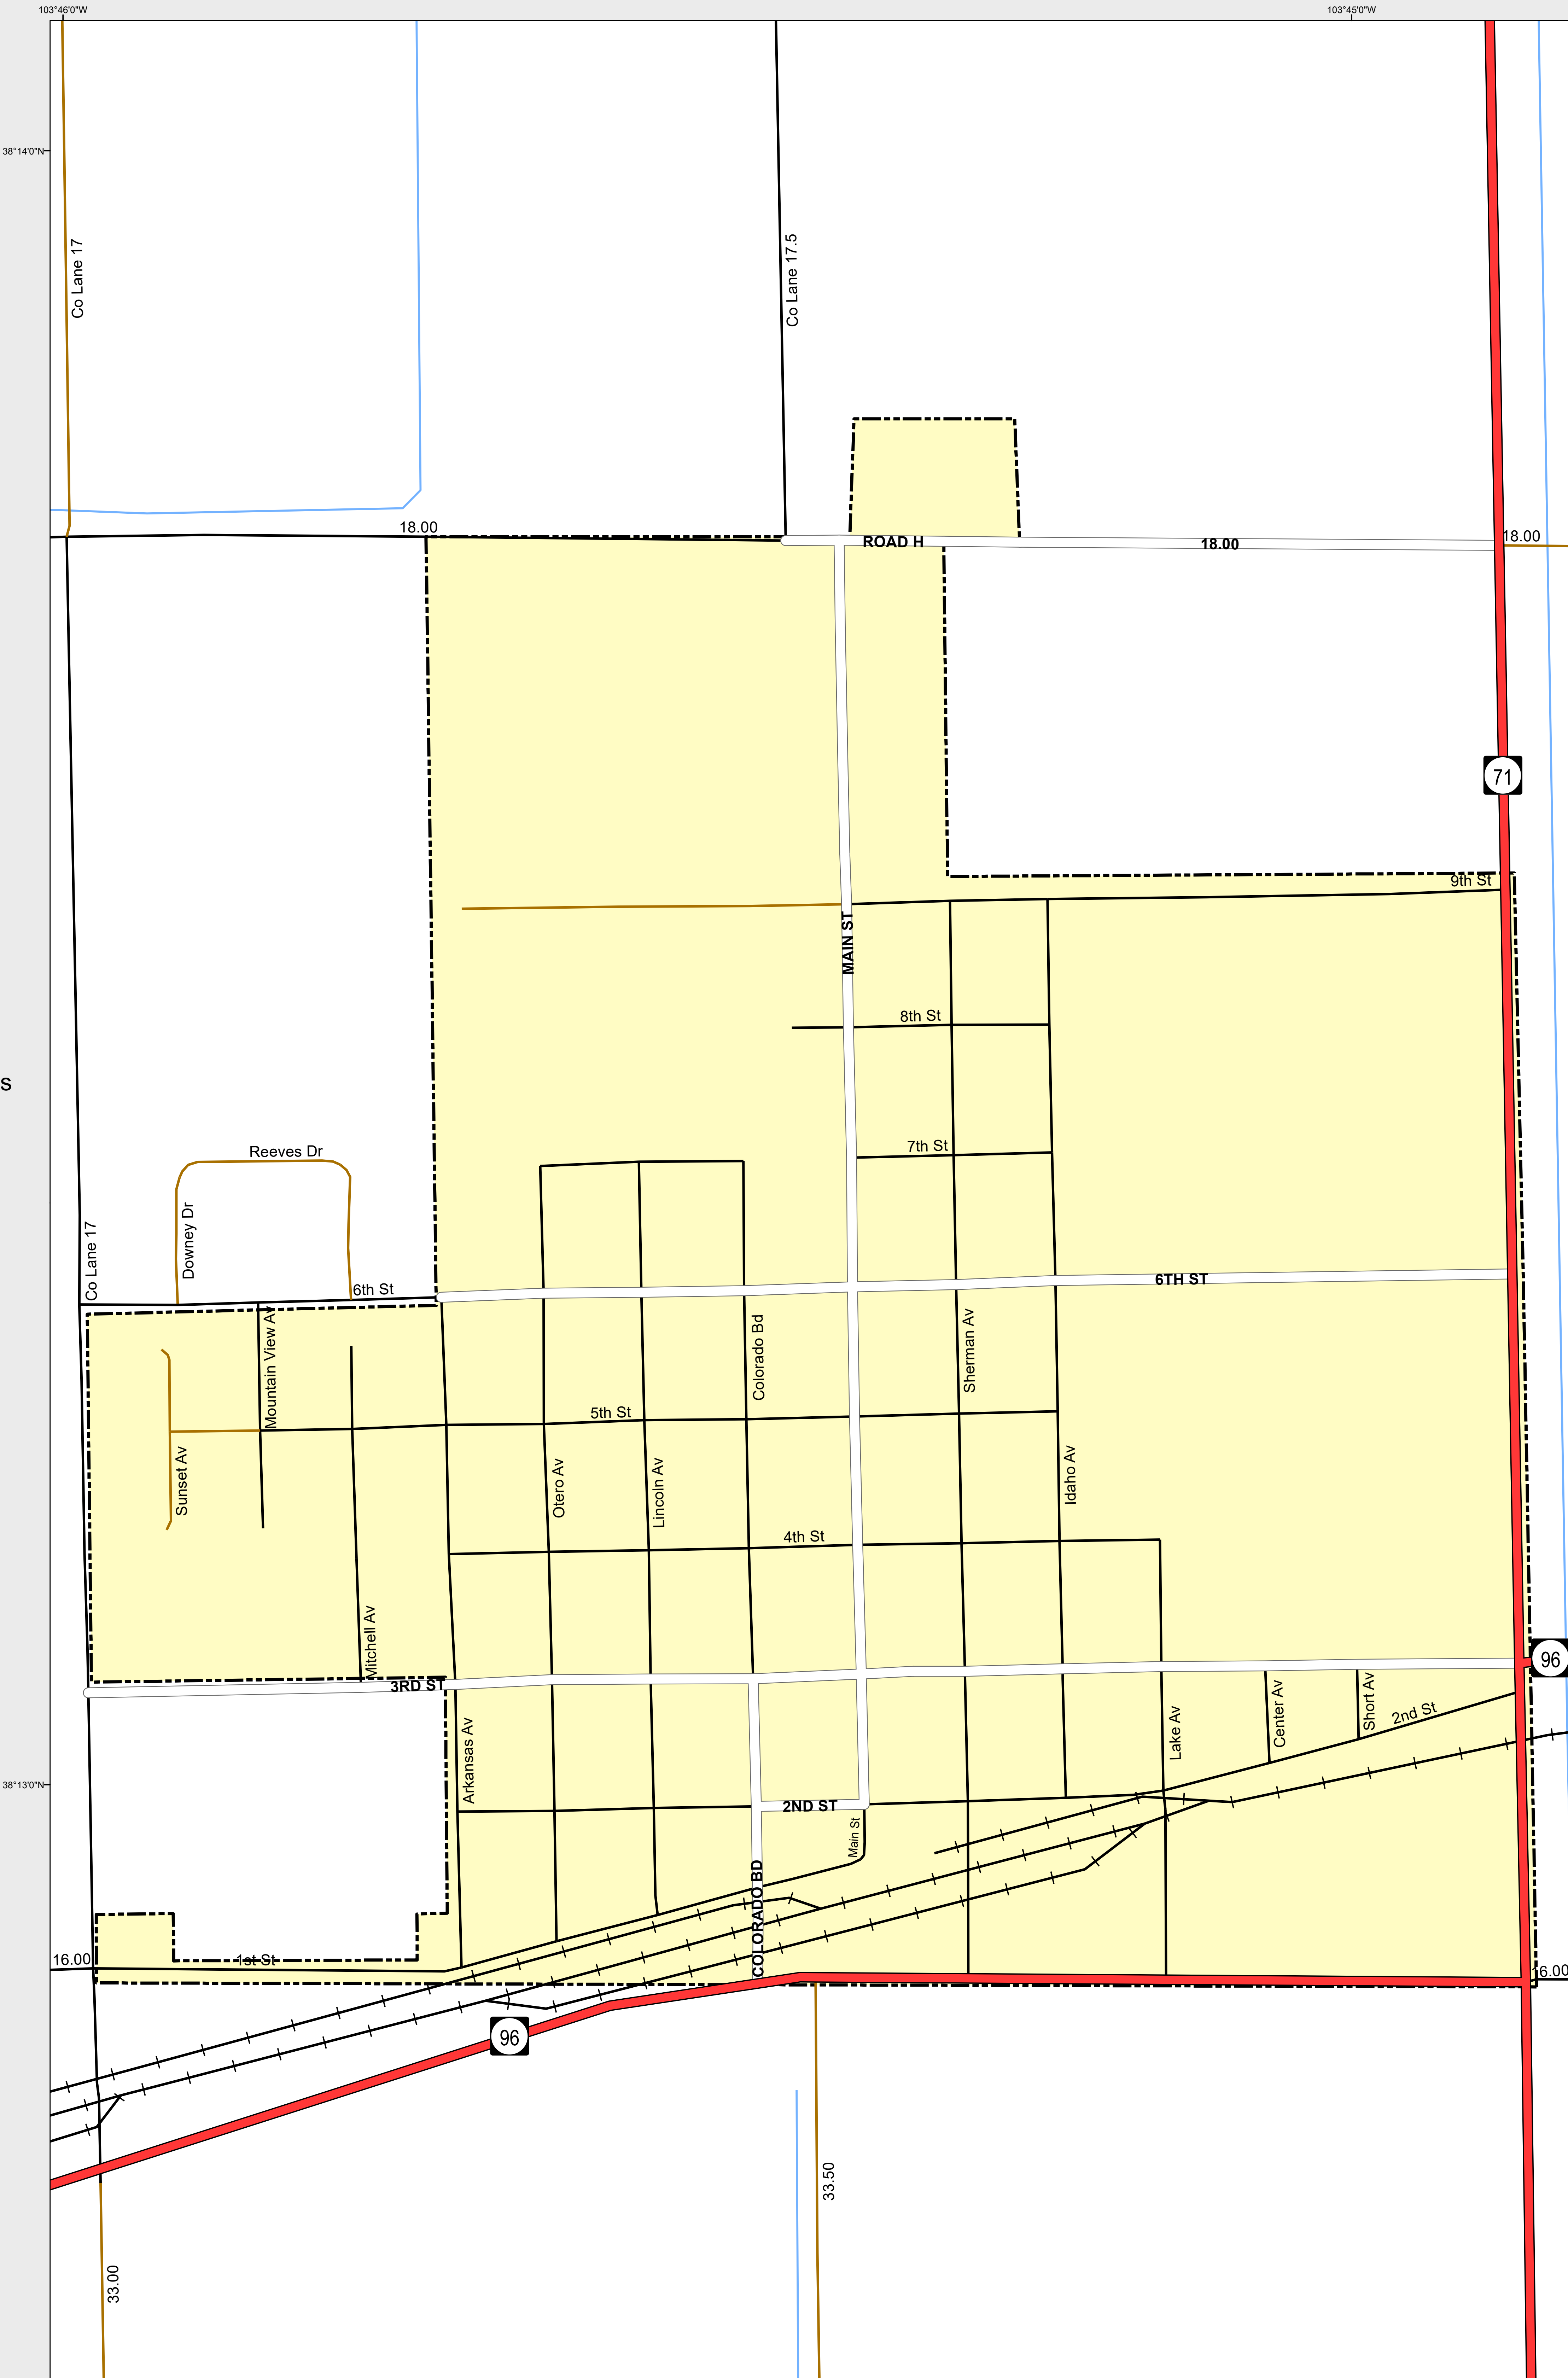 103°46'0"W
103°45'0"W
38°14'0"N
Co Lane 17
Co Lane 17.5
18.00
ROAD H
18.00
18.00
71
9th St
MAIN ST
8th St
S
7th St
Reeves Dr
Downey Dr
Co Lane 17
6th St
6TH ST
Mountain View Av
Colorado Bd
Sherman Av
5th St
Sunset Av
Otero Av
Lincoln Av
Idaho Av
4th St
Mitchell Av
96
3RD ST
Arkansas Av
Lake Av
Center Av
Short Av
2nd St
38°13'0"N
2ND ST
Main St
COLORADO BD
16.00
1st St
16.00
96
33.50
33.00